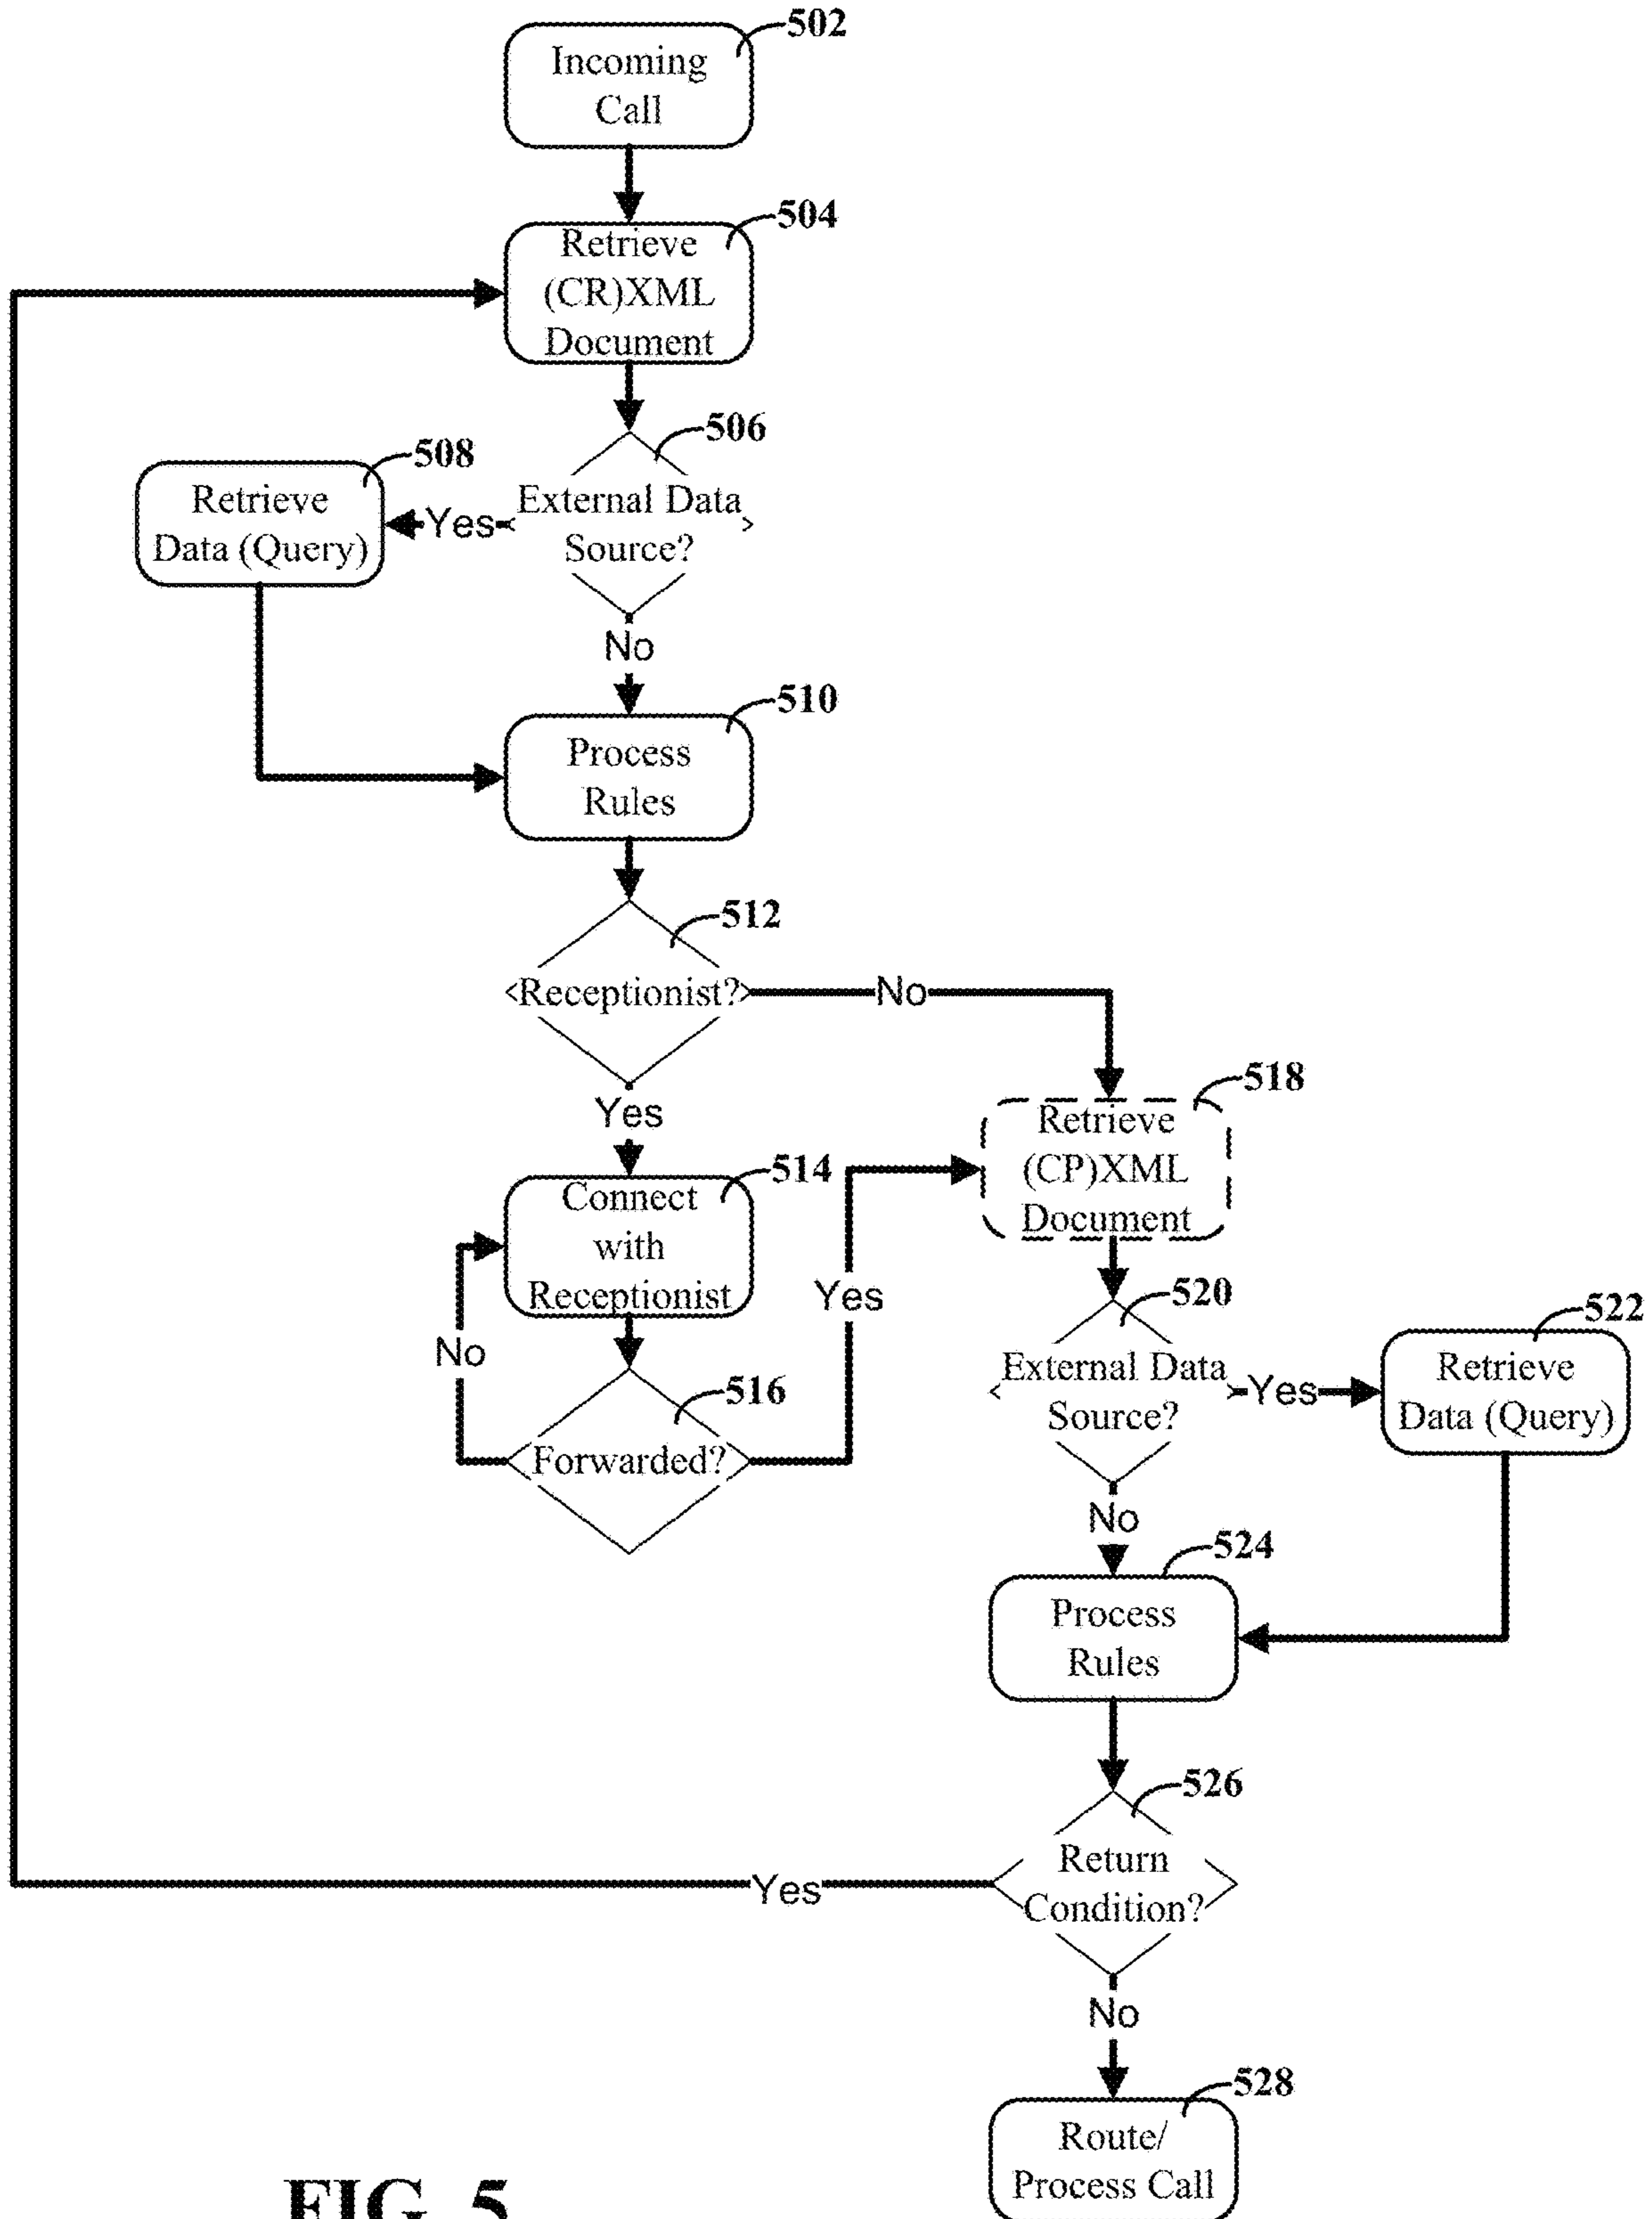 502
Incoming
Call
504
Retrieve
(CR)XML
Document
506
External Data
Source?
508
Retrieve
Data (Query)
Yes
No
510
Process
Rules
512
Receptionist?
No
Yes
514
Connect
with
Receptionist
516
Forwarded?
No
Yes
518
Retrieve
(CP)XML
Document
520
External Data
Source?
Yes
522
Retrieve
Data (Query)
No
524
Process
Rules
526
Return
Condition?
Yes
No
528
Route/
Process Call
FIG. 5